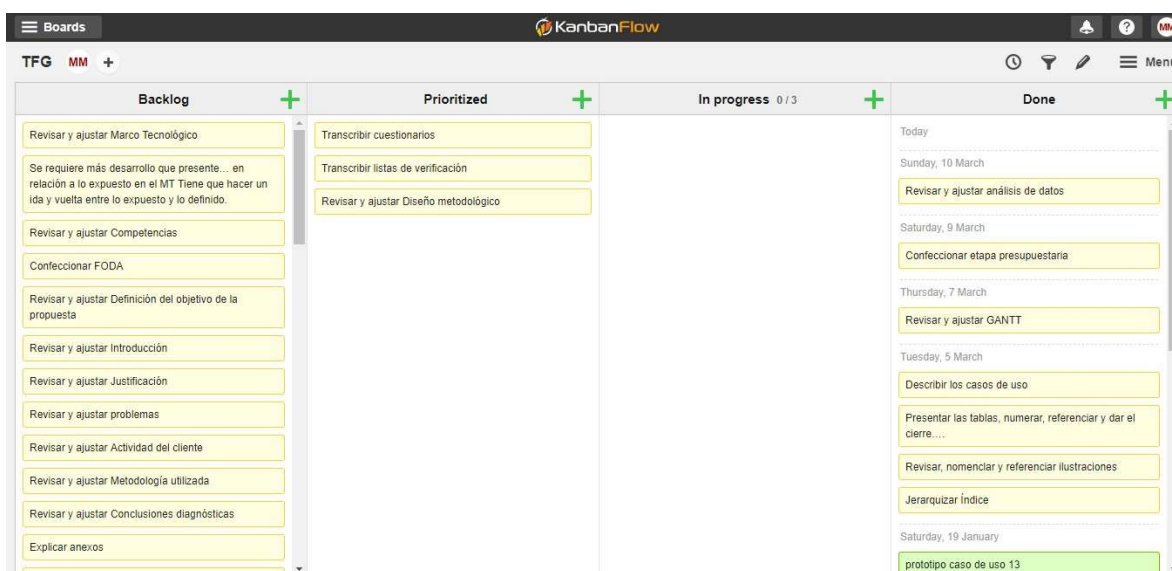 Boards
KanbanFlow
MM
TFG MM +
Menu
Backlog
Prioritized
In progress 0 / 3
Done
Revisar y ajustar Marco Tecnológico
Se requiere más desarrollo que presente... en
relación a lo expuesto en el MT Tiene que hacer un
ida y vuelta entre lo expuesto y lo definido.
Revisar y ajustar Competencias
Confeccionar FODA
Revisar y ajustar Definición del objetivo de la
propuesta
Revisar y ajustar Introducción
Revisar y ajustar Justificación
Revisar y ajustar problemas
Revisar y ajustar Actividad del cliente
Revisar y ajustar Metodología utilizada
Revisar y ajustar Conclusiones diagnósticas
Explicar anexos
Transcribir cuestionarios
Transcribir listas de verificación
Revisar y ajustar Diseño metodológico
Today
Sunday, 10 March
Revisar y ajustar análisis de datos
Saturday, 9 March
Confeccionar etapa presupuestaria
Thursday, 7 March
Revisar y ajustar GANTT
Tuesday, 5 March
Describir los casos de uso
Presentar las tablas, numerar, referenciar y dar el
cierre....
Revisar, nomenclar y referenciar ilustraciones
Jerarquizar Índice
Saturday, 19 January
prototipo caso de uso 13